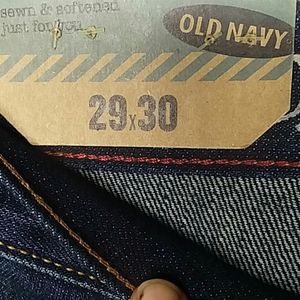 sewn & softened
just for you
OLD NAVY
29x30